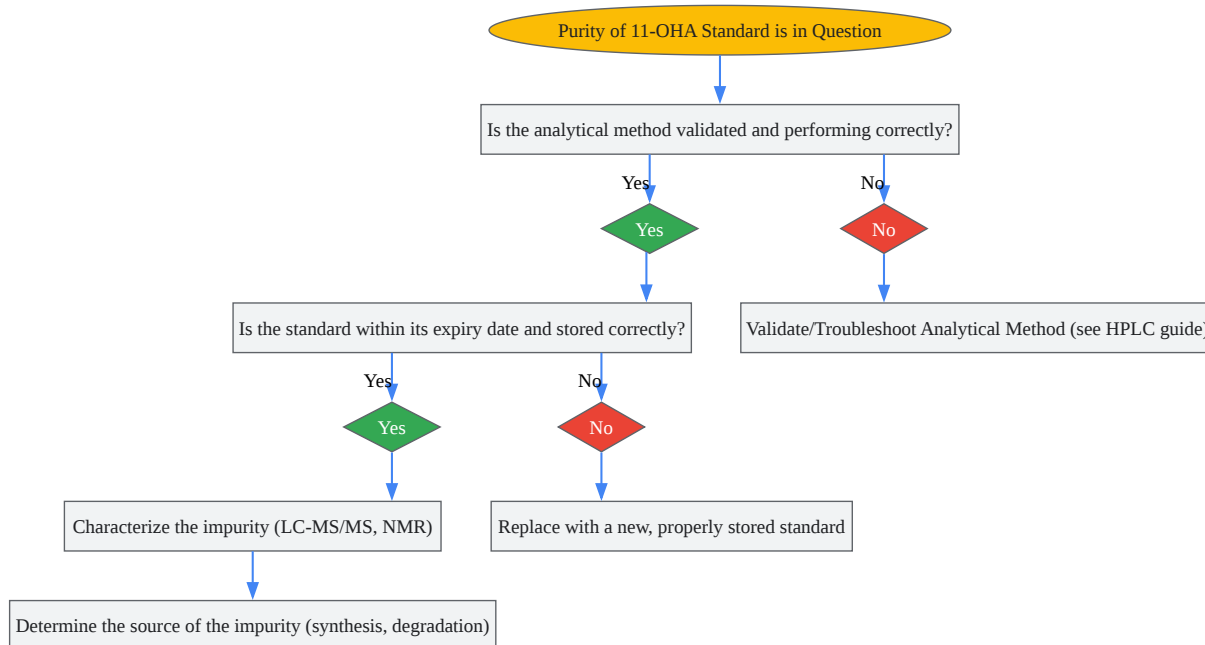 Purity of 11-OHA Standard is in Question
Is the analytical method validated and performing correctly?
Yes
No
Yes
No
Is the standard within its expiry date and stored correctly?
Validate/Troubleshoot Analytical Method (see HPLC guide)
Yes
No
Yes
No
Characterize the impurity (LC-MS/MS, NMR)
Replace with a new, properly stored standard
Determine the source of the impurity (synthesis, degradation)